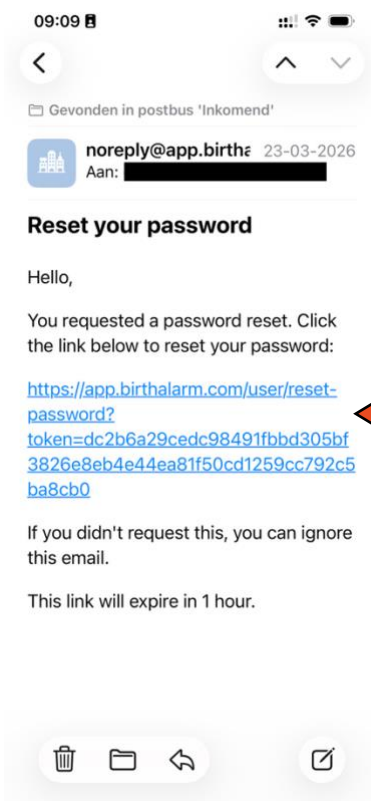 09:09
Gevonden in postbus 'Inkomend'
noreply@app.birtha 23-03-2026
Aan:
Reset your password
Hello,
You requested a password reset. Click
the link below to reset your password:
https://app.birthalarm.com/user/reset-
password?
token=dc2b6a29cedc98491fbbd305bf
3826e8eb4e44ea81f50cd1259cc792c5
ba8cb0
If you didn't request this, you can ignore
this email.
This link will expire in 1 hour.